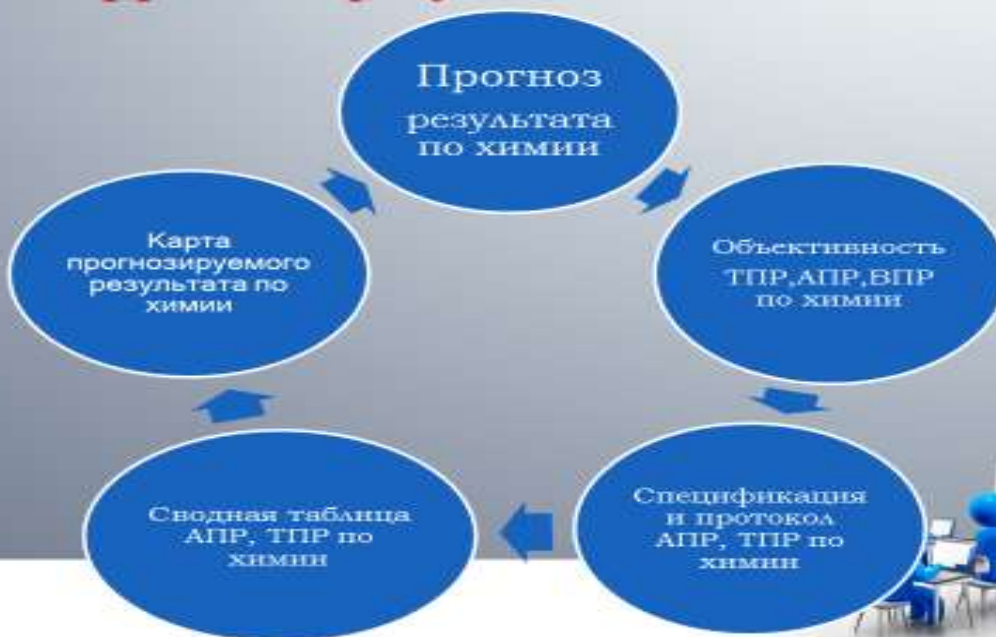 Прогноз
результата
по химии
Объективность
ТПР,АПР,ВПР
по химии
Спецификация
и протокол
АПР, ТПР по
химии
Сводная таблица
АПР, ТПР по
химии
Карта
прогнозируемого
результата по
химии